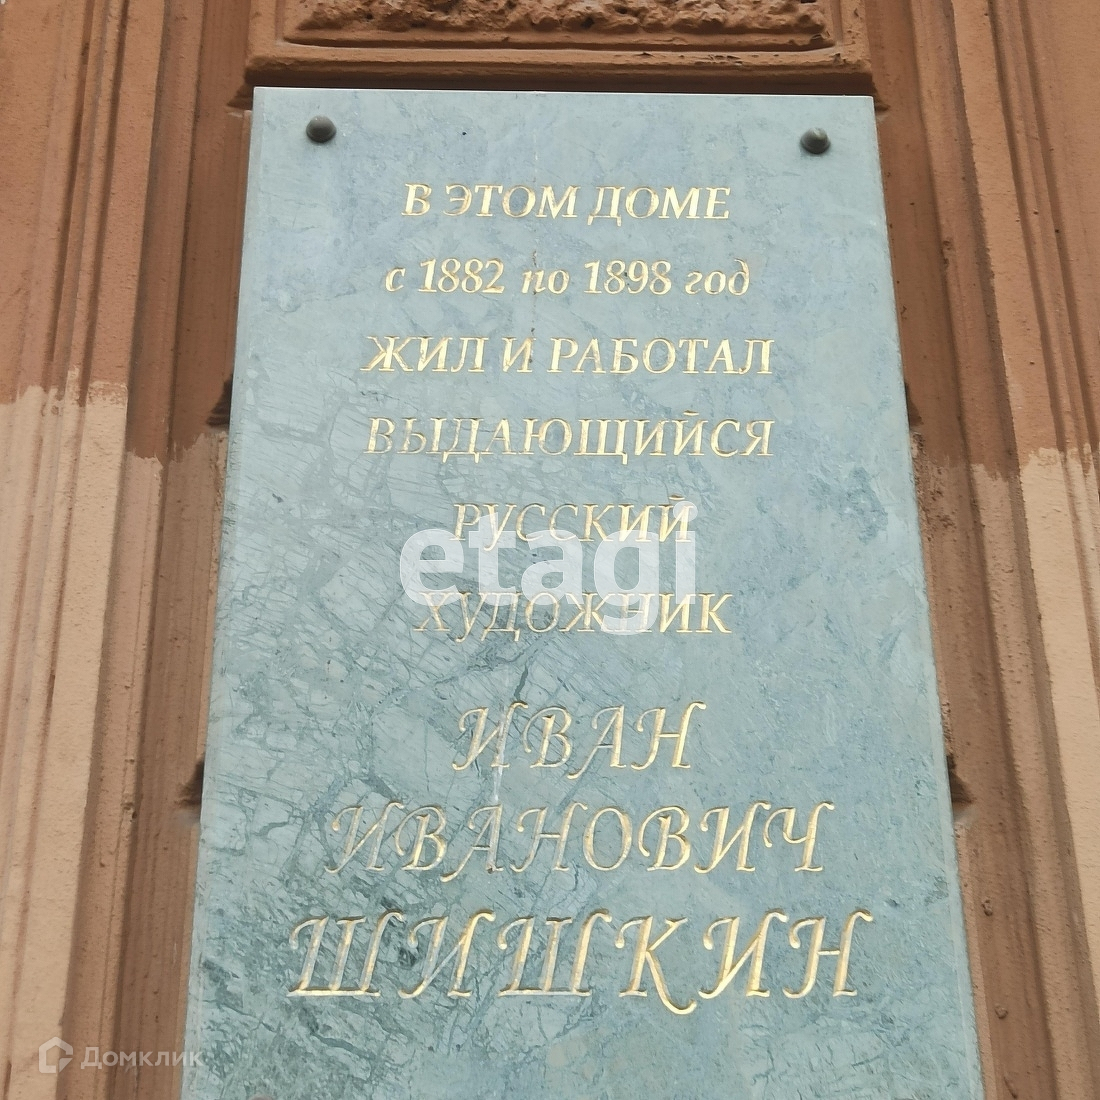 В ЭТОМ ДОМЕ
с 1882 по 1898 год
ЖИЛ И РАБОТАЛ
ВЫДАЮЩИЙСЯ
РУССКИЙ
etagi
ХУДОЖНИК
ИВАН
ИВАНОВИЧ
ШИШКИН
Домклик